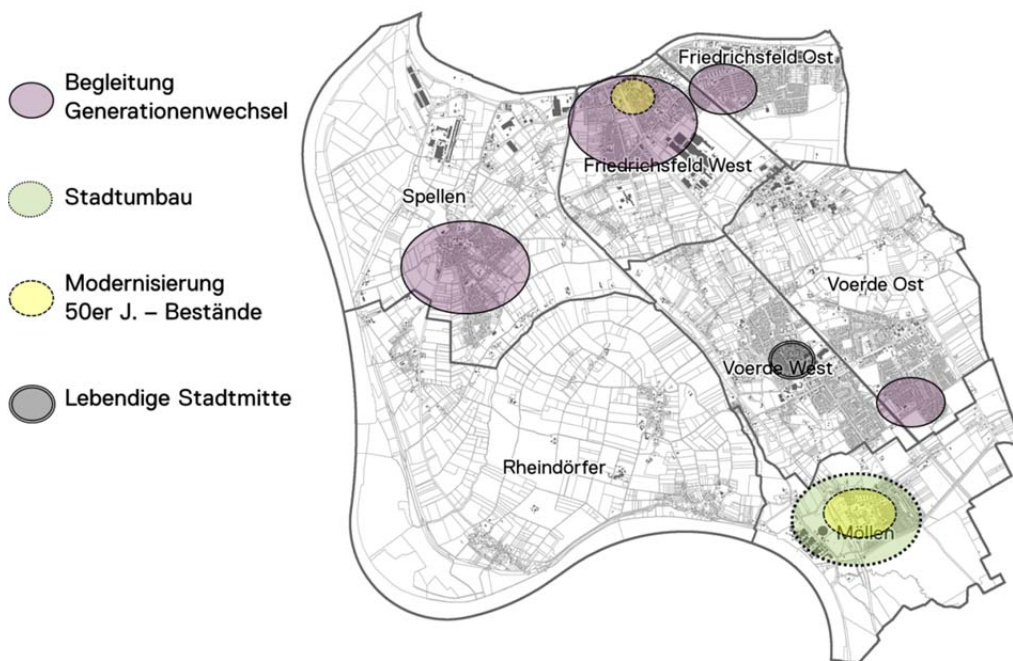 Begleitung
Generationenwechsel
Stadtumbau
Modernisierung
50er J. – Bestände
Lebendige Stadtmitte
Friedrichsfeld Ost
Friedrichsfeld West
Spellen
Voerde Ost
Voerde West
Rheindörfer
Möllen